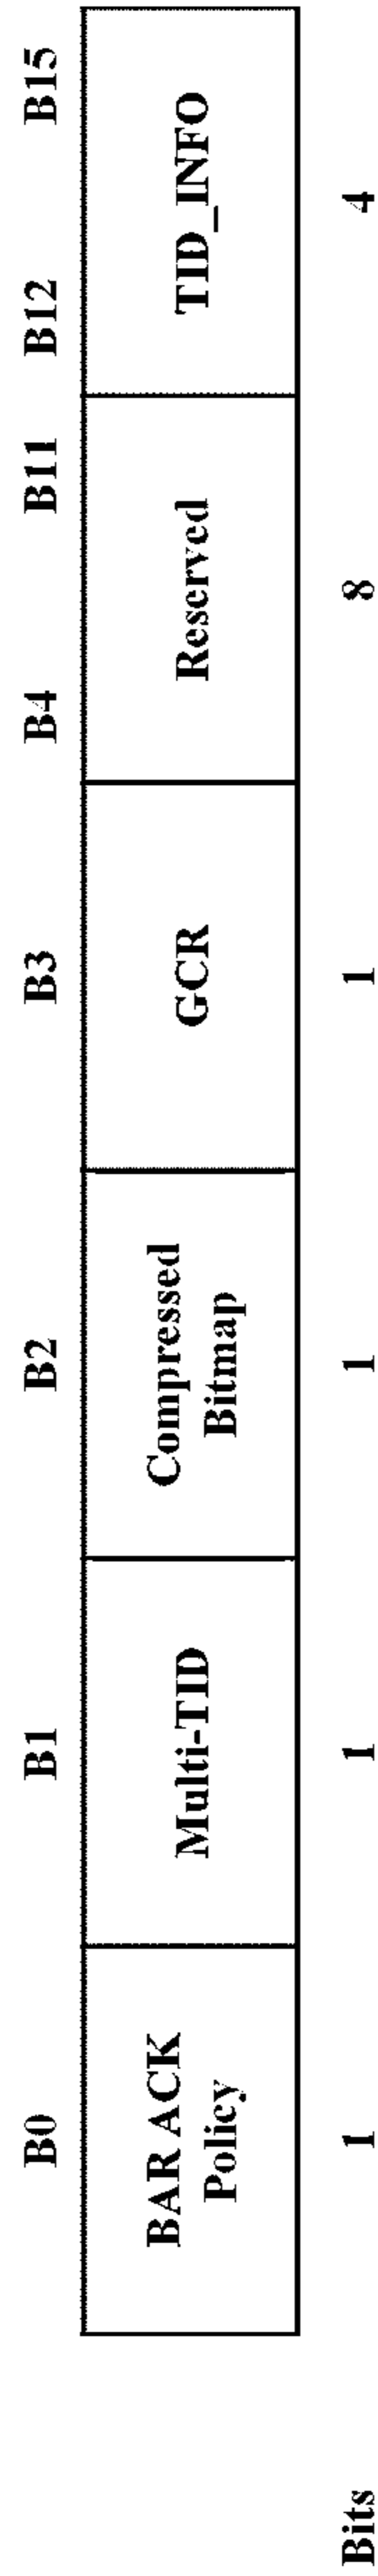 B0 B1 B2 B3 B4 B11 B12 B15
BAR ACK Multi-TID Compressed GCR Reserved TID_INFO
Policy Bitmap
Bits 1 1 1 1 8 4